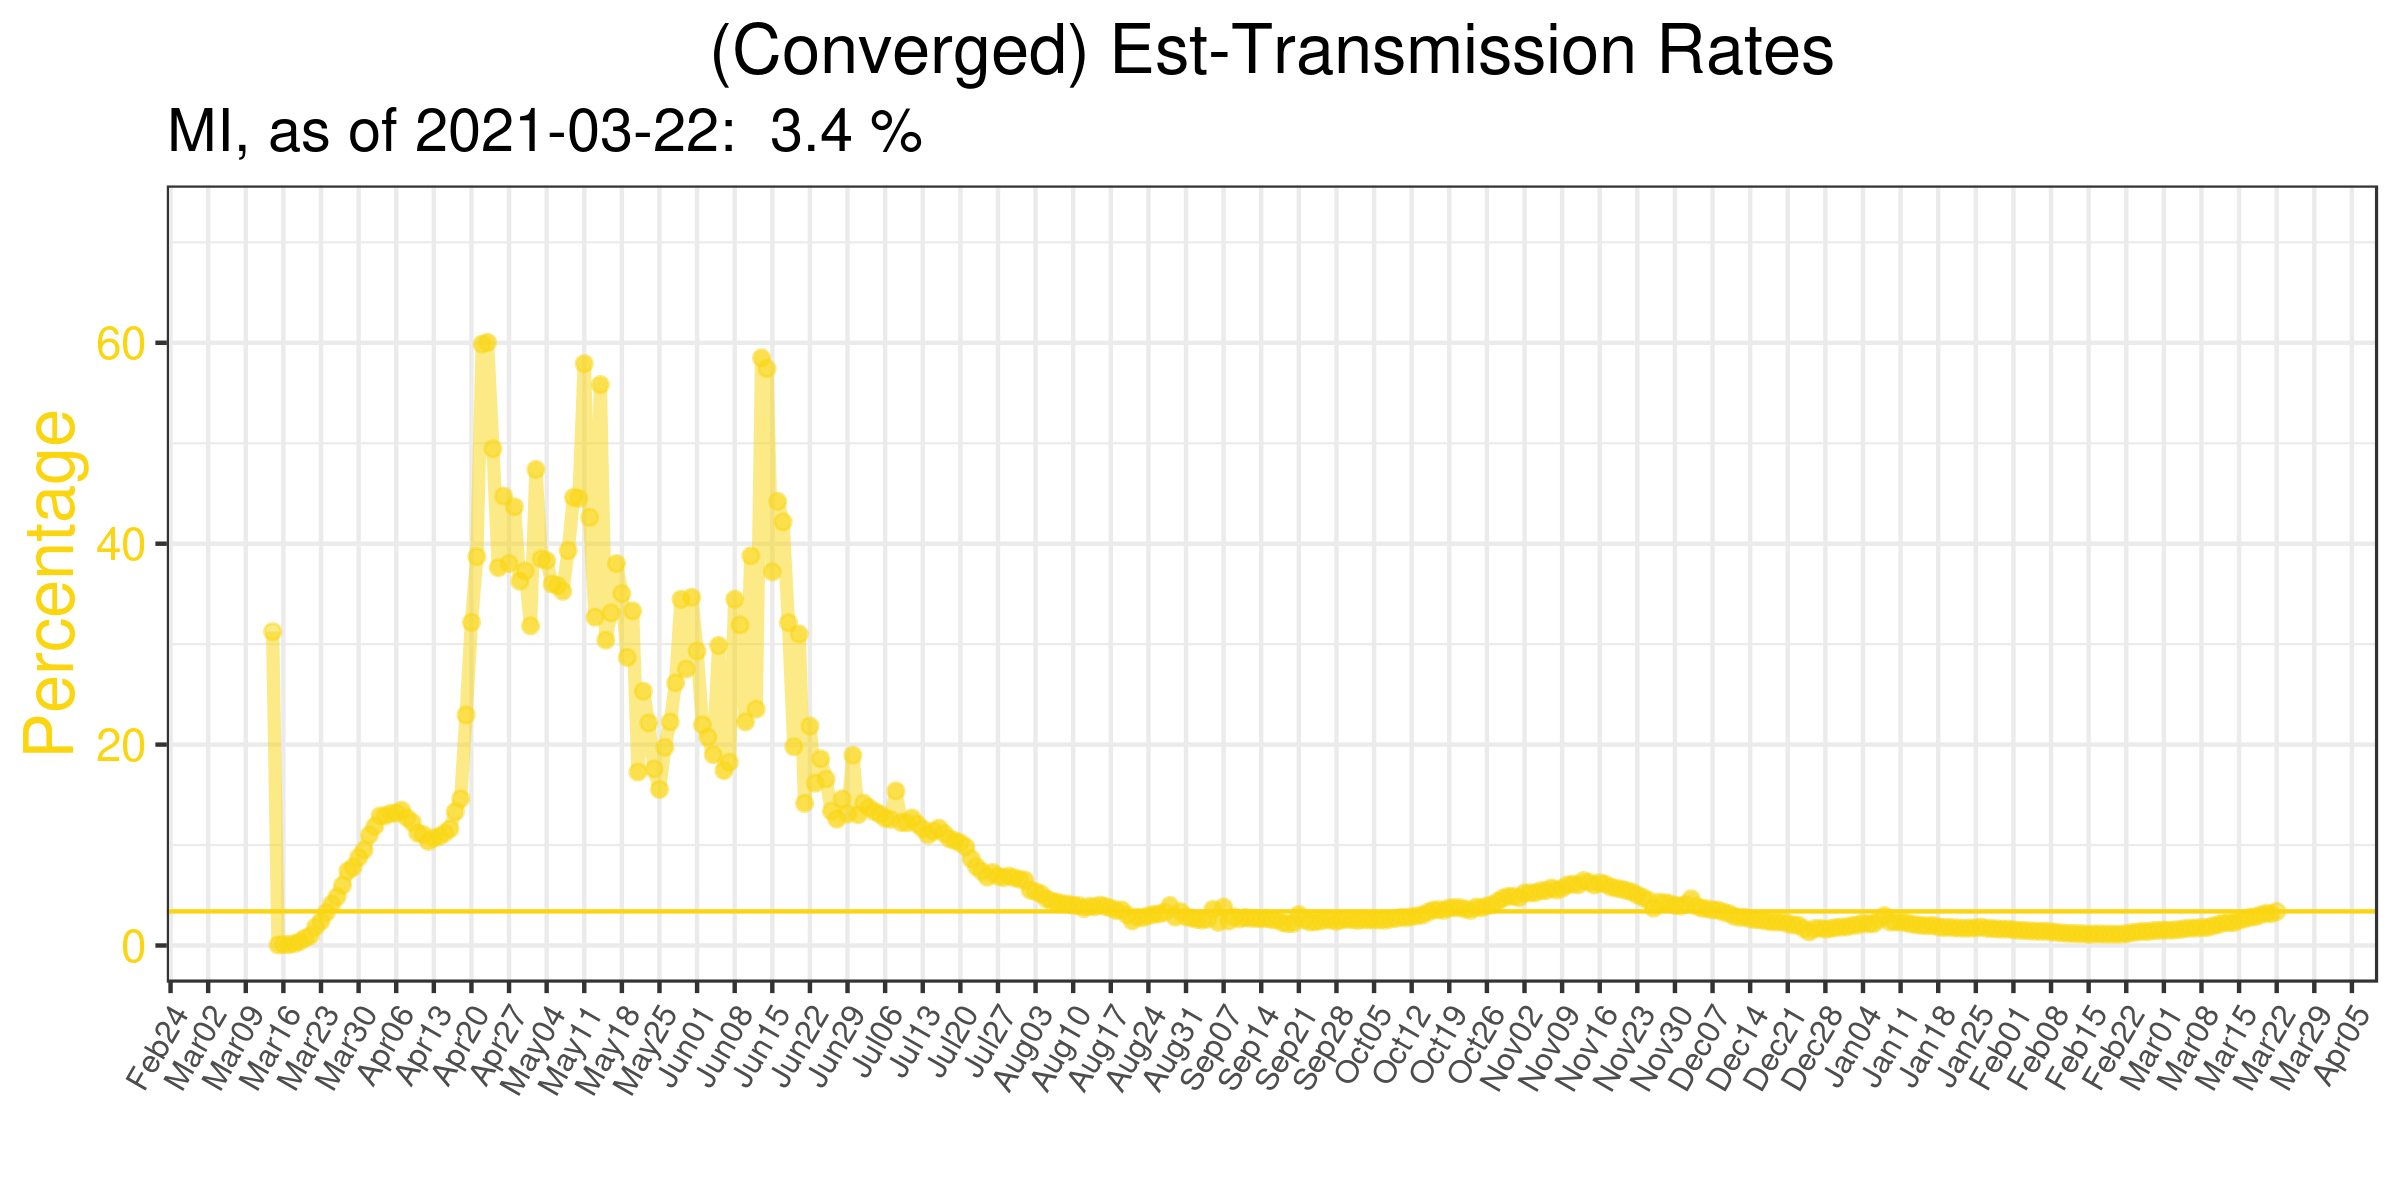 (Converged) Est-Transmission Rates
MI, as of 2021-03-22:  3.4 %
Percentage
60
40
20
0
Feb24 Mar02 Mar09 Mar16 Mar23 Mar30 Apr06 Apr13 Apr20 Apr27 May04 May11 May18 May25 Jun01 Jun08 Jun15 Jun22 Jun29 Jul06 Jul13 Jul20 Jul27 Aug03 Aug10 Aug17 Aug24 Aug31 Sep07 Sep14 Sep21 Sep28 Oct05 Oct12 Oct19 Oct26 Nov02 Nov09 Nov16 Nov23 Nov30 Dec07 Dec14 Dec21 Dec28 Jan04 Jan11 Jan18 Jan25 Feb01 Feb08 Feb15 Feb22 Mar01 Mar08 Mar15 Mar22 Mar29 Apr05